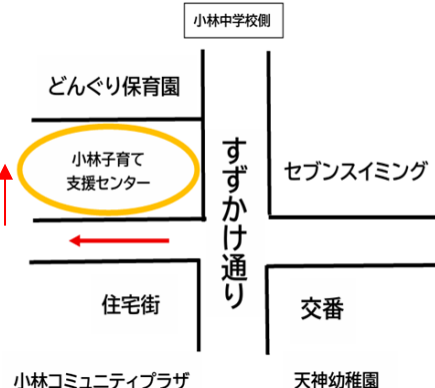 小林中学校側
どんぐり保育園
小林子育て
支援センター
すずかけ通り
セブンスイミング
住宅街
交番
小林コミュニティプラザ
天神幼稚園